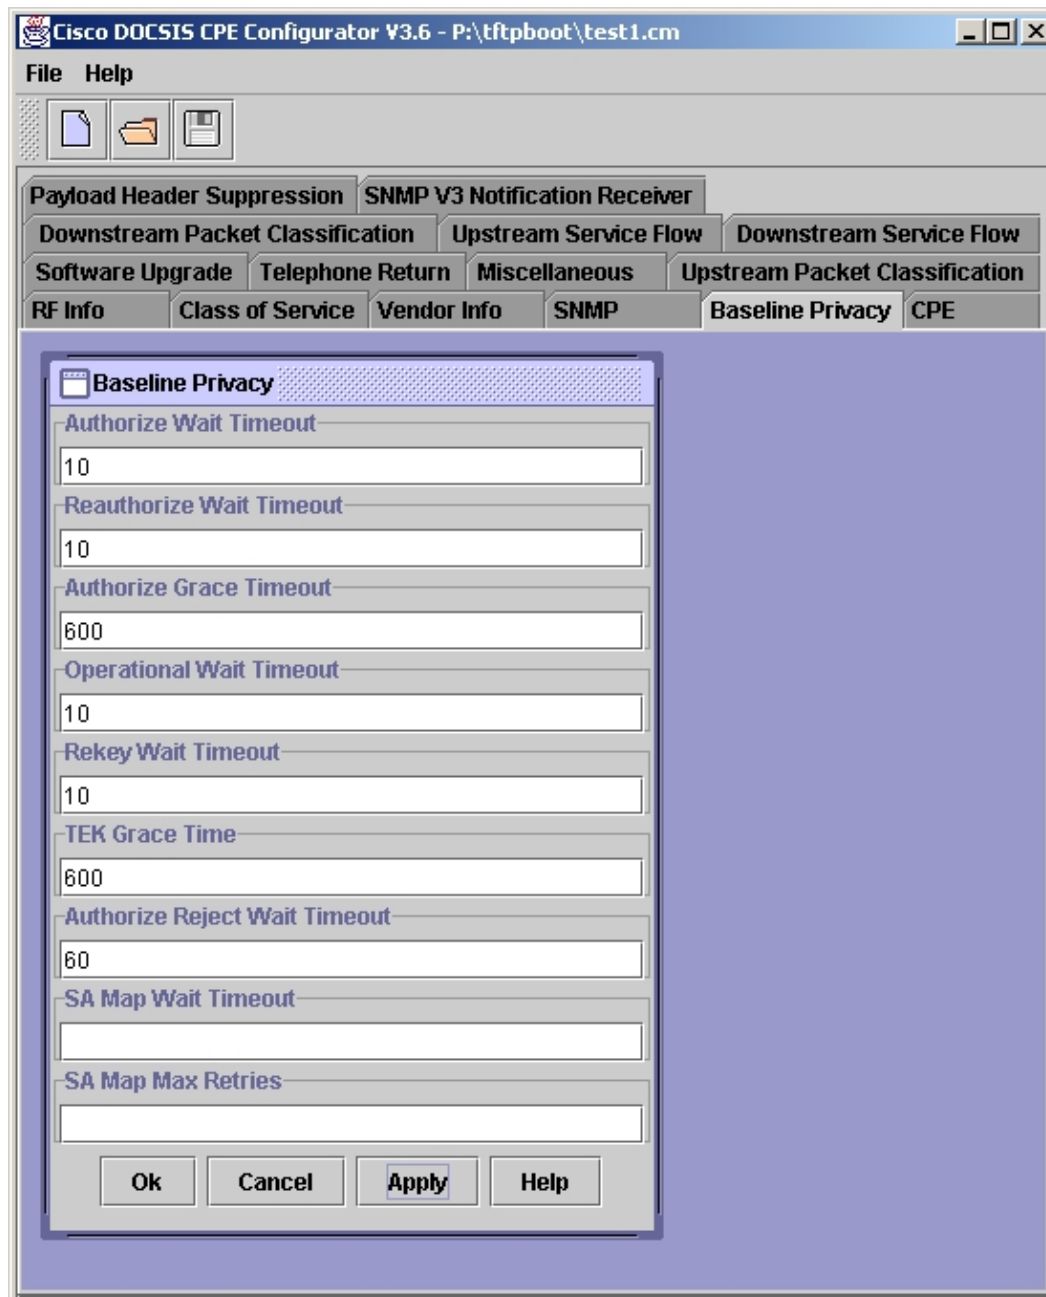 Cisco DOCSIS CPE Configurator V3.6 - P:\tftpboot\test1.cm
File Help
Payload Header Suppression SNMP V3 Notification Receiver
Downstream Packet Classification Upstream Service Flow Downstream Service Flow
Software Upgrade Telephone Return Miscellaneous Upstream Packet Classification
RF Info Class of Service Vendor Info SNMP Baseline Privacy CPE
Baseline Privacy
Authorize Wait Timeout
10
Reauthorize Wait Timeout
10
Authorize Grace Timeout
600
Operational Wait Timeout
10
Rekey Wait Timeout
10
TEK Grace Time
600
Authorize Reject Wait Timeout
60
SA Map Wait Timeout
SA Map Max Retries
Ok Cancel Apply Help